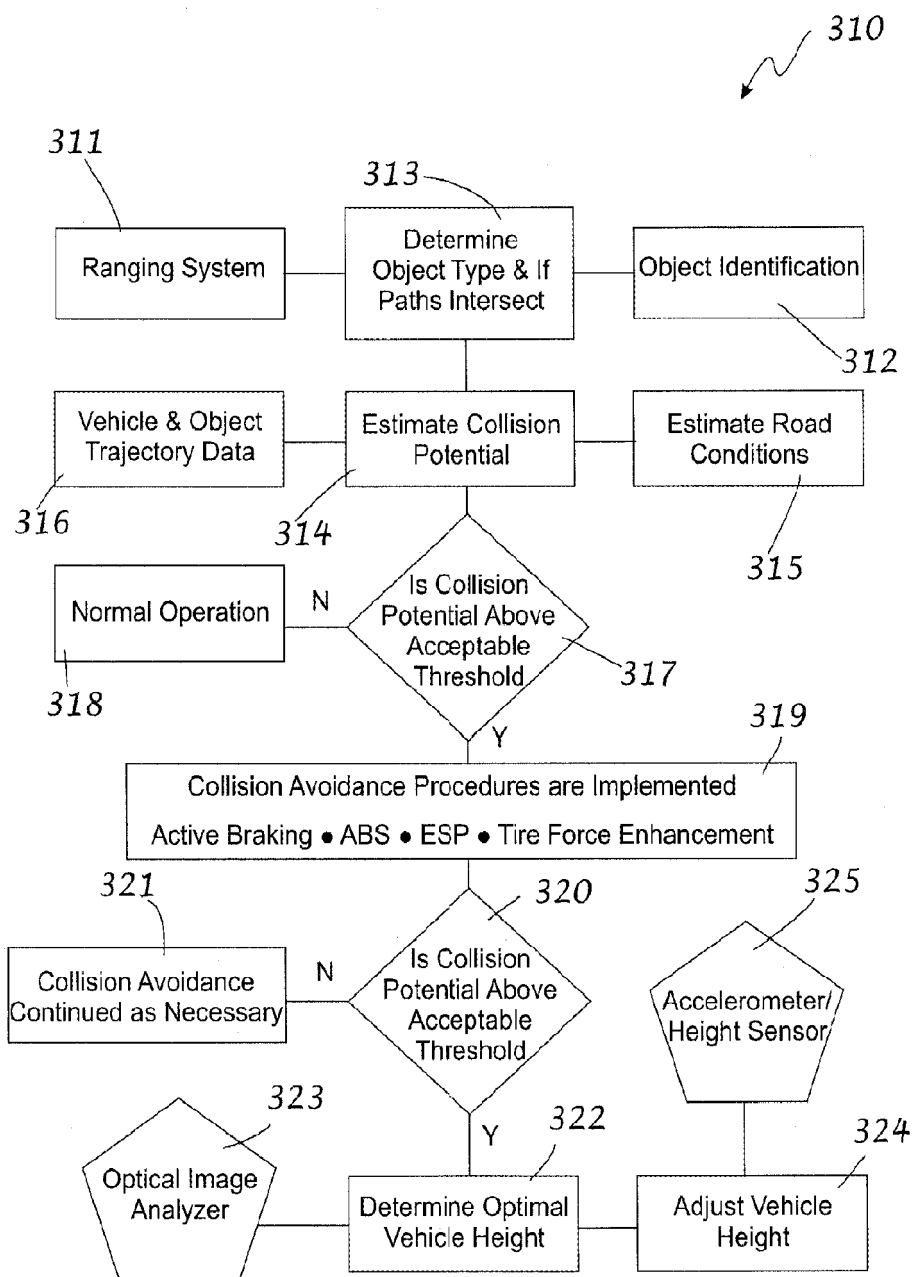 310
311
313
Ranging System
Determine
Object Type & If
Paths Intersect
Object Identification
312
Vehicle & Object
Trajectory Data
Estimate Collision
Potential
Estimate Road
Conditions
316
314
315
Is Collision
Potential Above
Acceptable
Threshold
N
Normal Operation
318
317
Y
319
Collision Avoidance Procedures are Implemented
Active Braking ● ABS ● ESP ● Tire Force Enhancement
321
320
325
Is Collision
Potential Above
Acceptable
Threshold
N
Collision Avoidance
Continued as Necessary
Accelerometer/
Height Sensor
323
Y
322
324
Optical Image
Analyzer
Determine Optimal
Vehicle Height
Adjust Vehicle
Height